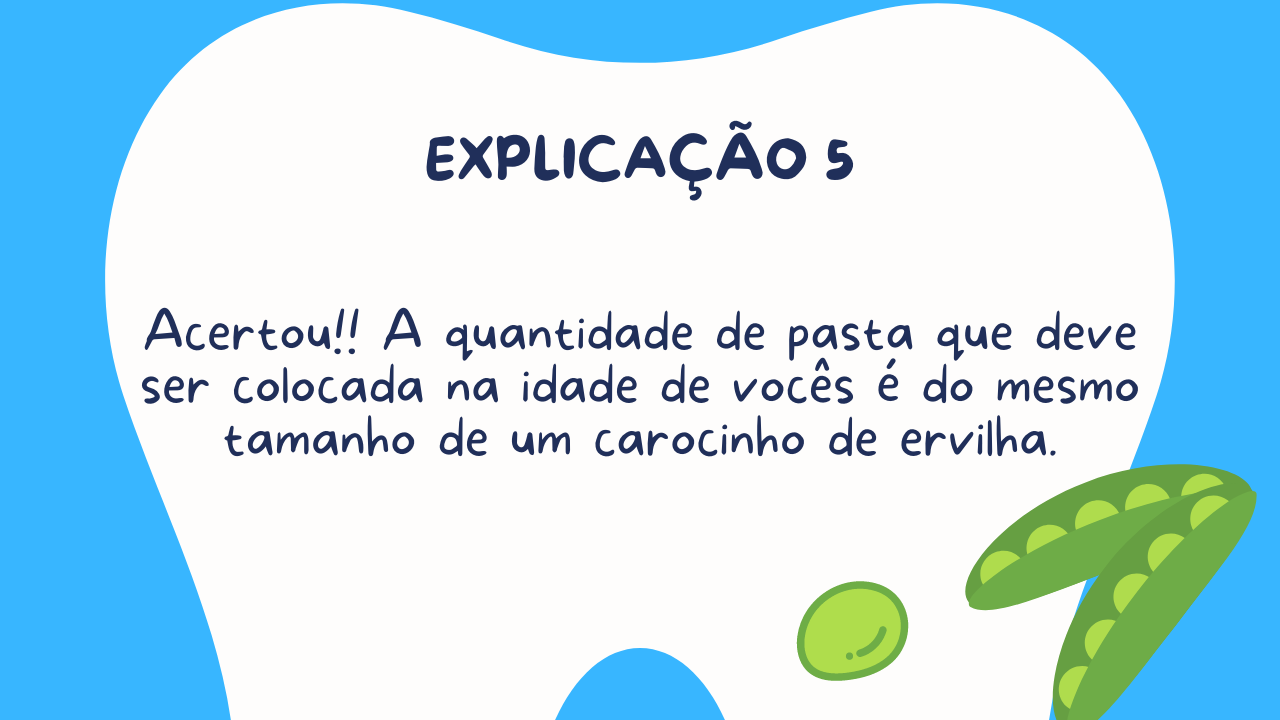 EXPLICAÇÃO 5
Acertou!! A quantidade de pasta que deve
ser colocada na idade de vocês é do mesmo
tamanho de um carocinho de ervilha.